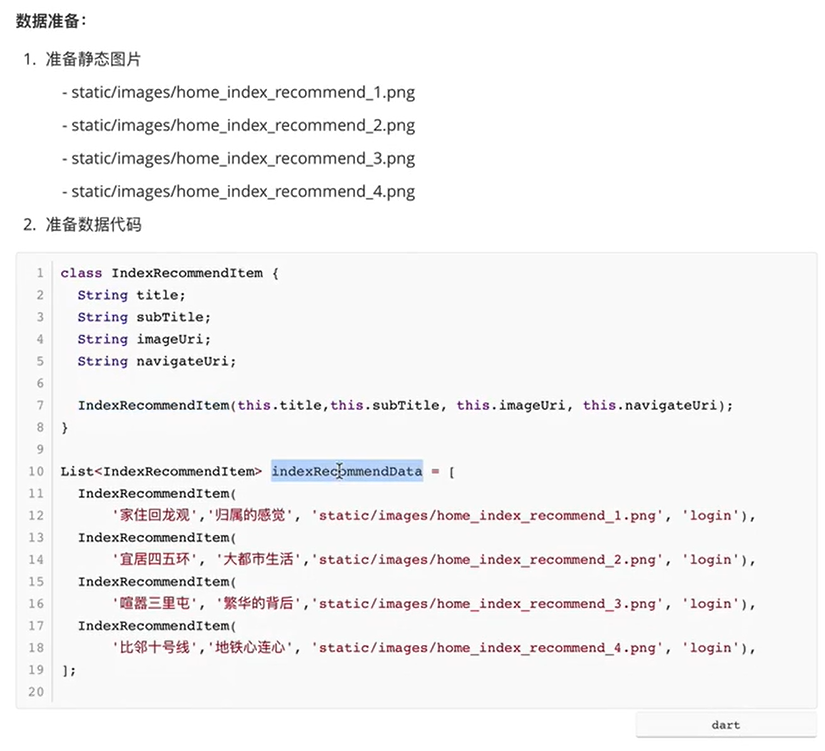 数据准备：
1. 准备静态图片
- static/images/home_index_recommend_1.png
- static/images/home_index_recommend_2.png
- static/images/home_index_recommend_3.png
- static/images/home_index_recommend_4.png
2. 准备数据代码
1 class IndexRecommendItem {
2   String title;
3   String subTitle;
4   String imageUri;
5   String navigateUri;
6
7   IndexRecommendItem(this.title,this.subTitle, this.imageUri, this.navigateUri);
8 }
9
10 List<IndexRecommendItem> indexRecommendData = [
11   IndexRecommendItem(
12       '家住回龙观','归属的感觉', 'static/images/home_index_recommend_1.png', 'login'),
13   IndexRecommendItem(
14       '宜居四五环', '大都市生活','static/images/home_index_recommend_2.png', 'login'),
15   IndexRecommendItem(
16       '喧嚣三里屯', '繁华的背后','static/images/home_index_recommend_3.png', 'login'),
17   IndexRecommendItem(
18       '比邻十号线','地铁心连心', 'static/images/home_index_recommend_4.png', 'login'),
19 ];
20
dart